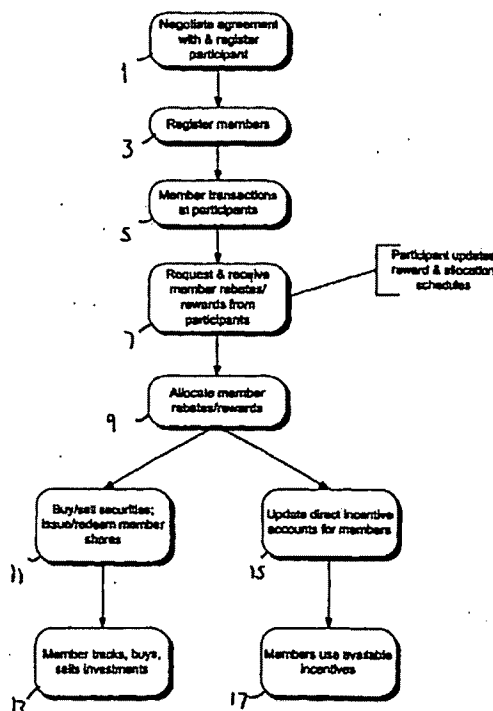 Negotiate agreement
with & register
participant
1
Register members
3
Member transactions
at participants
5
Request & receive
member rebates/
rewards from
participants
7
Participant updates
reward & allocation
schedules
Allocate member
rebates/rewards
9
Buy/sell securities;
issue/redeem member
shares
11
Update direct incentive
accounts for members
15
Member tracks, buys,
sells investments
13
Members use available
incentives
17